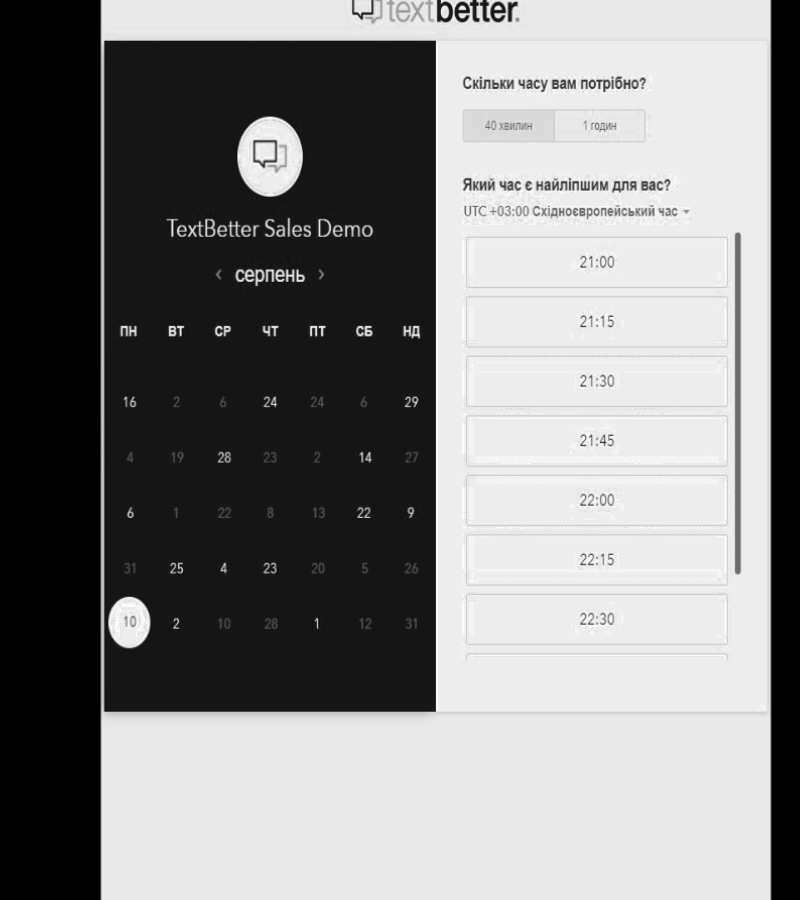 textbetter.
TextBetter Sales Demo
‹ серпень ›
ПН ВТ СР ЧТ ПТ СБ НД
16 2 6 24 24 6 29
4 19 28 23 2 14 27
6 1 22 8 13 22 9
31 25 4 23 20 5 26
10 2 10 28 1 12 31
Скільки часу вам потрібно?
40 хвилин 1 годин
Який час є найліпшим для вас?
UTC +03:00 Східноєвропейський час
21:00
21:15
21:30
21:45
22:00
22:15
22:30